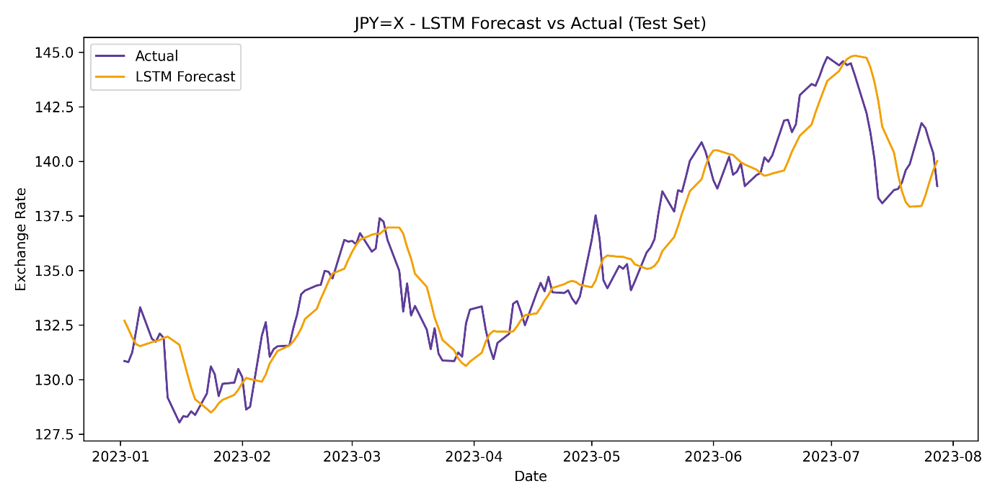 JPY=X - LSTM Forecast vs Actual (Test Set)
Actual
LSTM Forecast
Exchange Rate
145.0
142.5
140.0
137.5
135.0
132.5
130.0
127.5
2023-01 2023-02 2023-03 2023-04 2023-05 2023-06 2023-07 2023-08
Date